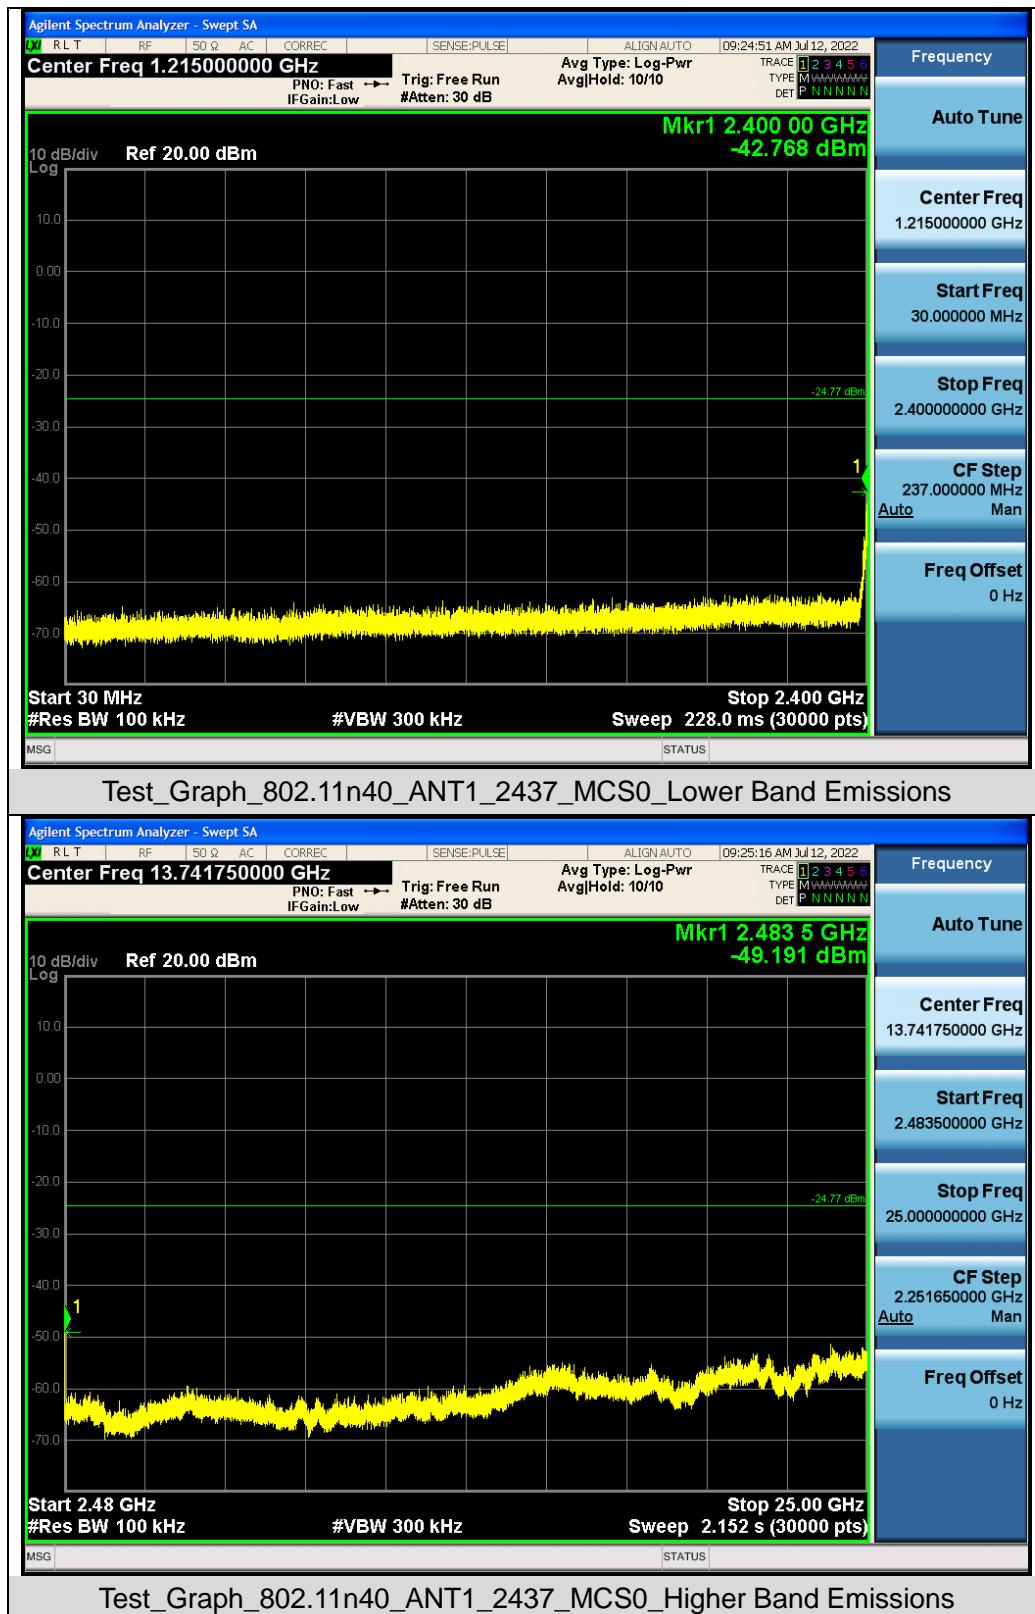 Agilent Spectrum Analyzer - Swept SA
LXI RLT RF 50 Ω AC CORREC SENSE:PULSE ALIGN AUTO 09:24:51 AM Jul 12, 2022
Center Freq 1.215000000 GHz Avg Type: Log-Pwr TRACE 1 2 3 4 5 6
PNO: Fast Trig: Free Run Avg|Hold: 10/10 TYPE M WWWWW
IFGain:Low #Atten: 30 dB DET P N N N N N
Mkr1 2.400 00 GHz
10 dB/div Ref 20.00 dBm -42.768 dBm
Log
10.0
0.00
-10.0
-20.0
-24.77 dBm
-30.0
1
-40.0
-50.0
-60.0
-70.0
Start 30 MHz Stop 2.400 GHz
#Res BW 100 kHz #VBW 300 kHz Sweep 228.0 ms (30000 pts)
MSG STATUS
Frequency
Auto Tune
Center Freq
1.215000000 GHz
Start Freq
30.000000 MHz
Stop Freq
2.400000000 GHz
CF Step
237.000000 MHz
Auto Man
Freq Offset
0 Hz
Test_Graph_802.11n40_ANT1_2437_MCS0_Lower Band Emissions
Agilent Spectrum Analyzer - Swept SA
LXI RLT RF 50 Ω AC CORREC SENSE:PULSE ALIGN AUTO 09:25:16 AM Jul 12, 2022
Center Freq 13.741750000 GHz Avg Type: Log-Pwr TRACE 1 2 3 4 5 6
PNO: Fast Trig: Free Run Avg|Hold: 10/10 TYPE M WWWWW
IFGain:Low #Atten: 30 dB DET P N N N N N
Mkr1 2.483 5 GHz
10 dB/div Ref 20.00 dBm -49.191 dBm
Log
10.0
0.00
-10.0
-20.0
-24.77 dBm
-30.0
-40.0
1
-50.0
-60.0
-70.0
Start 2.48 GHz Stop 25.00 GHz
#Res BW 100 kHz #VBW 300 kHz Sweep 2.152 s (30000 pts)
MSG STATUS
Frequency
Auto Tune
Center Freq
13.741750000 GHz
Start Freq
2.483500000 GHz
Stop Freq
25.000000000 GHz
CF Step
2.251650000 GHz
Auto Man
Freq Offset
0 Hz
Test_Graph_802.11n40_ANT1_2437_MCS0_Higher Band Emissions